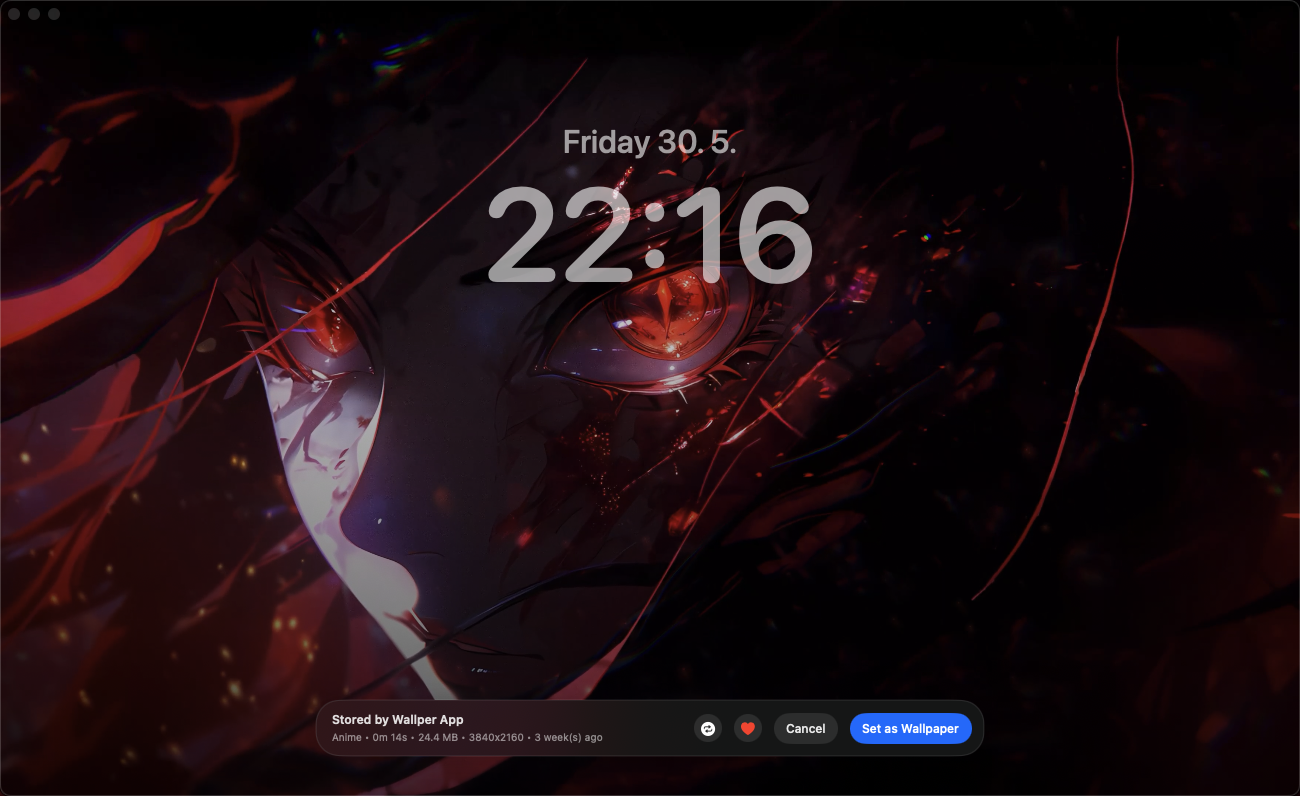 Friday 30. 5.
22:16
Stored by Wallper App
Anime • 0m 14s • 24.4 MB • 3840x2160 • 3 week(s) ago
Cancel
Set as Wallpaper